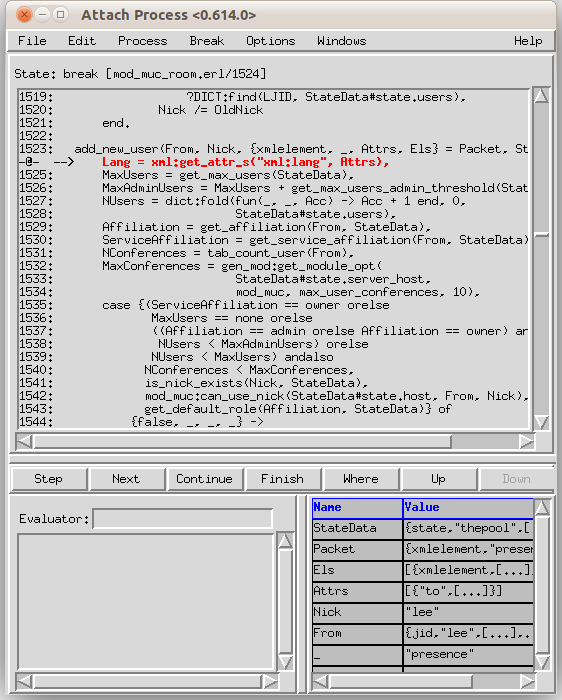 Attach Process <0.614.0>
File Edit Process Break Options Windows Help
State: break [mod_muc_room.erl/1524]
1519: ?DICT:find(LJID, StateData#state.users),
1520: Nick /= OldNick
1521: end.
1522:
1523: add_new_user(From, Nick, {xmlelement, _, Attrs, Els} = Packet, St
-@- --> Lang = xml:get_attr_s("xml:lang", Attrs),
1525: MaxUsers = get_max_users(StateData),
1526: MaxAdminUsers = MaxUsers + get_max_users_admin_threshold(Stat
1527: NUsers = dict:fold(fun(_, _, Acc) -> Acc + 1 end, 0,
1528: StateData#state.users),
1529: Affiliation = get_affiliation(From, StateData),
1530: ServiceAffiliation = get_service_affiliation(From, StateData)
1531: NConferences = tab_count_user(From),
1532: MaxConferences = gen_mod:get_module_opt(
1533: StateData#state.server_host,
1534: mod_muc, max_user_conferences, 10),
1535: case {(ServiceAffiliation == owner orelse
1536: MaxUsers == none orelse
1537: ((Affiliation == admin orelse Affiliation == owner) ar
1538: NUsers < MaxAdminUsers) orelse
1539: NUsers < MaxUsers) andalso
1540: NConferences < MaxConferences,
1541: is_nick_exists(Nick, StateData),
1542: mod_muc:can_use_nick(StateData#state.host, From, Nick),
1543: get_default_role(Affiliation, StateData)} of
1544: {false, _, _, _} ->
Step Next Continue Finish Where Up Down
Evaluator:
Name Value
StateData {state,"thepool",[
Packet {xmlelement,"presen
Els [{xmlelement,[...]
Attrs [{"to",[...]}]
Nick "lee"
From {jid,"lee",[...],.
_ "presence"